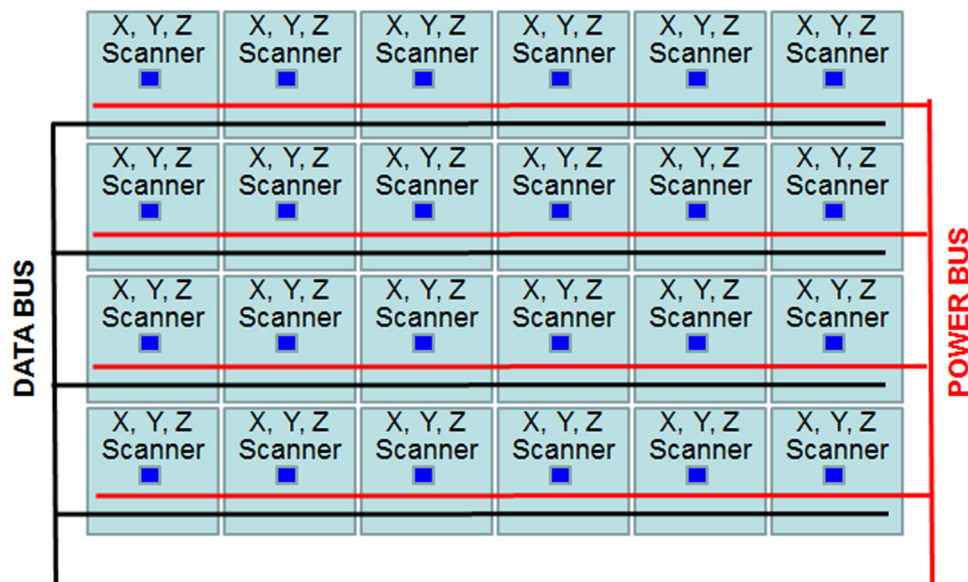 X, Y, Z X, Y, Z X, Y, Z X, Y, Z X, Y, Z X, Y, Z
Scanner Scanner Scanner Scanner Scanner Scanner
X, Y, Z X, Y, Z X, Y, Z X, Y, Z X, Y, Z X, Y, Z
Scanner Scanner Scanner Scanner Scanner Scanner
DATA BUS
POWER BUS
X, Y, Z X, Y, Z X, Y, Z X, Y, Z X, Y, Z X, Y, Z
Scanner Scanner Scanner Scanner Scanner Scanner
X, Y, Z X, Y, Z X, Y, Z X, Y, Z X, Y, Z X, Y, Z
Scanner Scanner Scanner Scanner Scanner Scanner